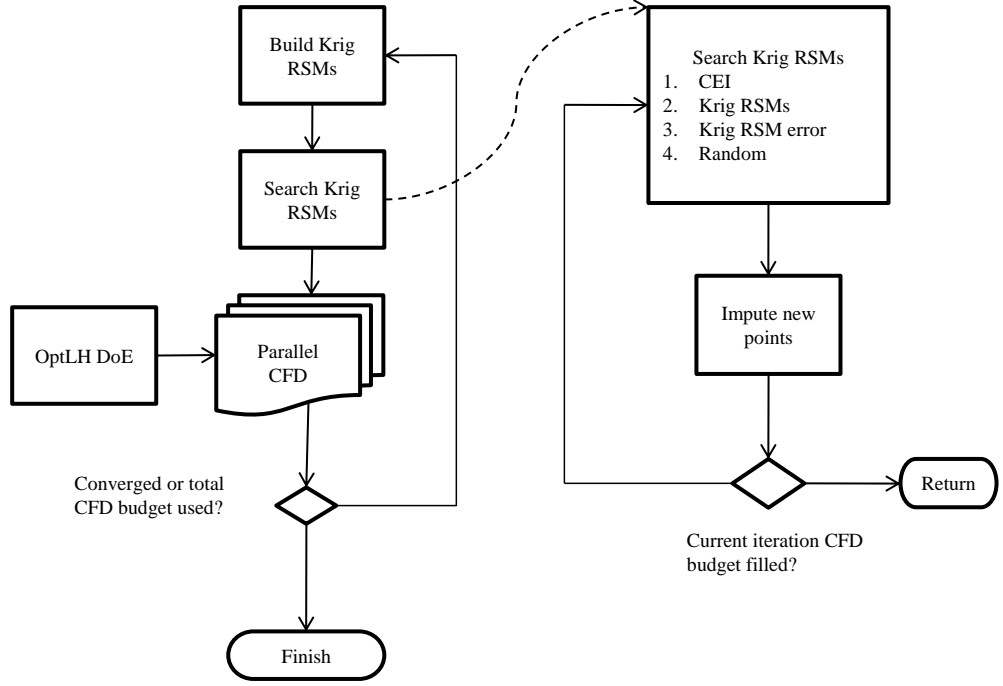 Build Krig
RSMs
Search Krig
RSMs
OptLH DoE
Parallel
CFD
Converged or total
CFD budget used?
Finish
Search Krig RSMs
1. CEI
2. Krig RSMs
3. Krig RSM error
4. Random
Impute new
points
Return
Current iteration CFD
budget filled?